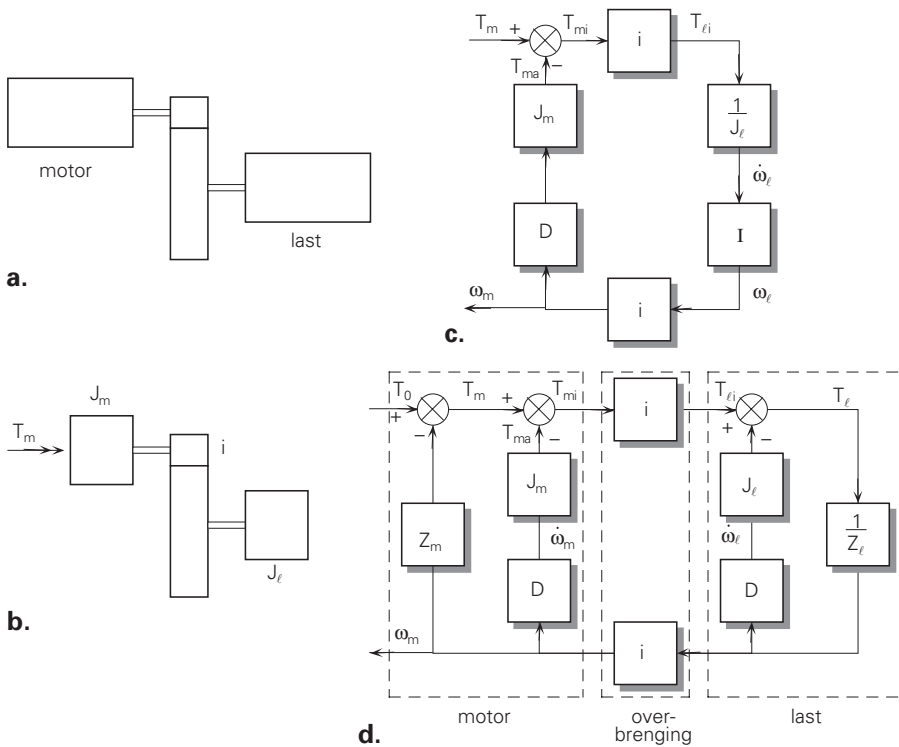 motor
last
a.
J_m
T_m
i
J_ℓ
b.
T_m + T_mi i T_ℓi
T_ma −
J_m
1
J_ℓ
ω̇_ℓ
D
I
ω_m
i
ω_ℓ
c.
T_0 T_m + T_mi i T_ℓi T_ℓ
+ − T_ma − + −
J_m J_ℓ
Z_m ω̇_m ω̇_ℓ
1
Z_ℓ
D D
ω_m i
motor
over-
brenging
last
d.